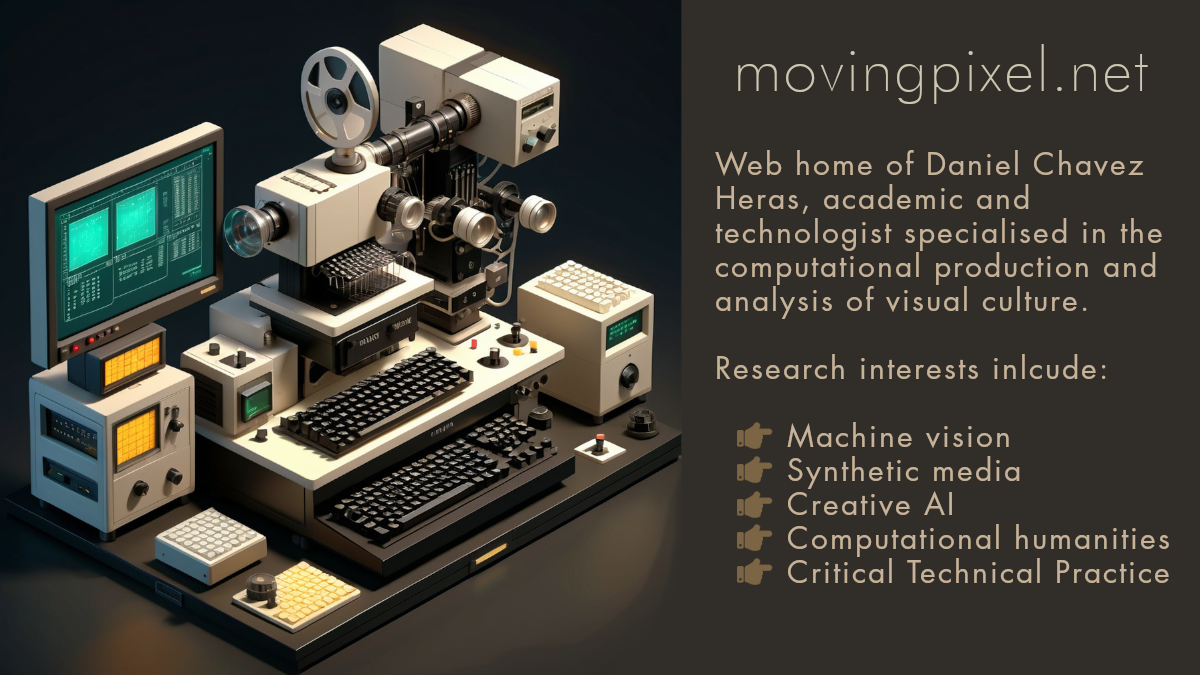 movingpixel.net
Web home of Daniel Chavez
Heras, academic and
technologist specialised in the
computational production and
analysis of visual culture.
Research interests inlcude:
Machine vision
Synthetic media
Creative AI
Computational humanities
Critical Technical Practice